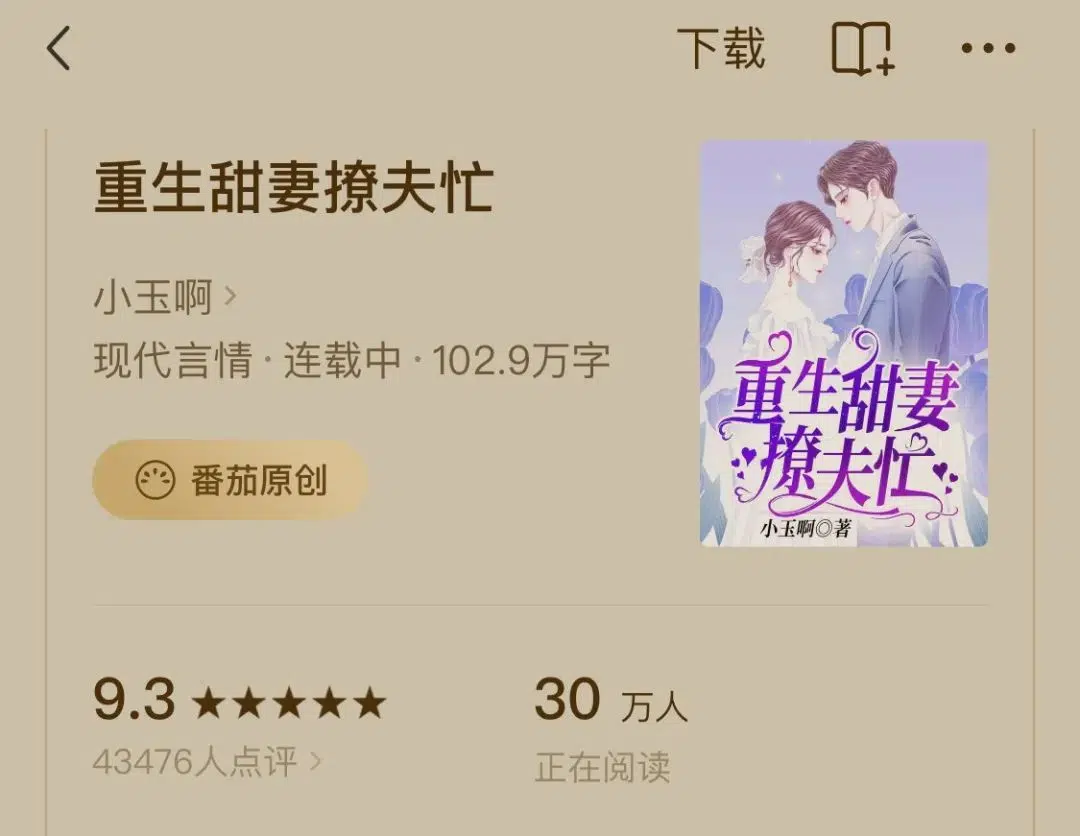 下载
重生甜妻撩夫忙
小玉啊
现代言情·连载中·102.9万字
番茄原创
重生甜妻
撩夫忙
小玉啊◎著
9.3
30 万人
43476人点评
正在阅读